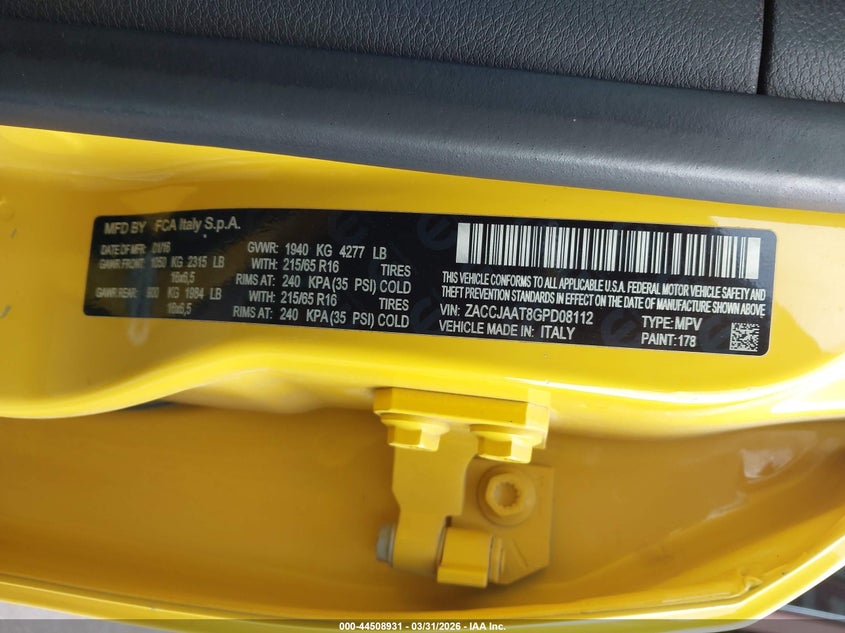 MFD BY FCA Italy S.p.A.
DATE OF MFR: 01/16 GVWR: 1940 KG 4277 LB
GAWR FRONT: 1050 KG 2315 LB WITH: 215/65 R16 TIRES
16x6,5 RIMS AT: 240 KPA(35 PSI) COLD
GAWR REAR: 900 KG 1984 LB WITH: 215/65 R16 TIRES
16x6,5 RIMS AT: 240 KPA(35 PSI) COLD
THIS VEHICLE CONFORMS TO ALL APPLICABLE U.S.A. FEDERAL MOTOR VEHICLE SAFETY AND
THEFT PREVENTION STANDARDS IN EFFECT ON THE DATE OF MANUFACTURE SHOWN ABOVE.
VIN: ZACCJAAT8GPD08112 TYPE: MPV
VEHICLE MADE IN: ITALY PAINT:178
000-44508931 - 03/31/2026 - IAA Inc.